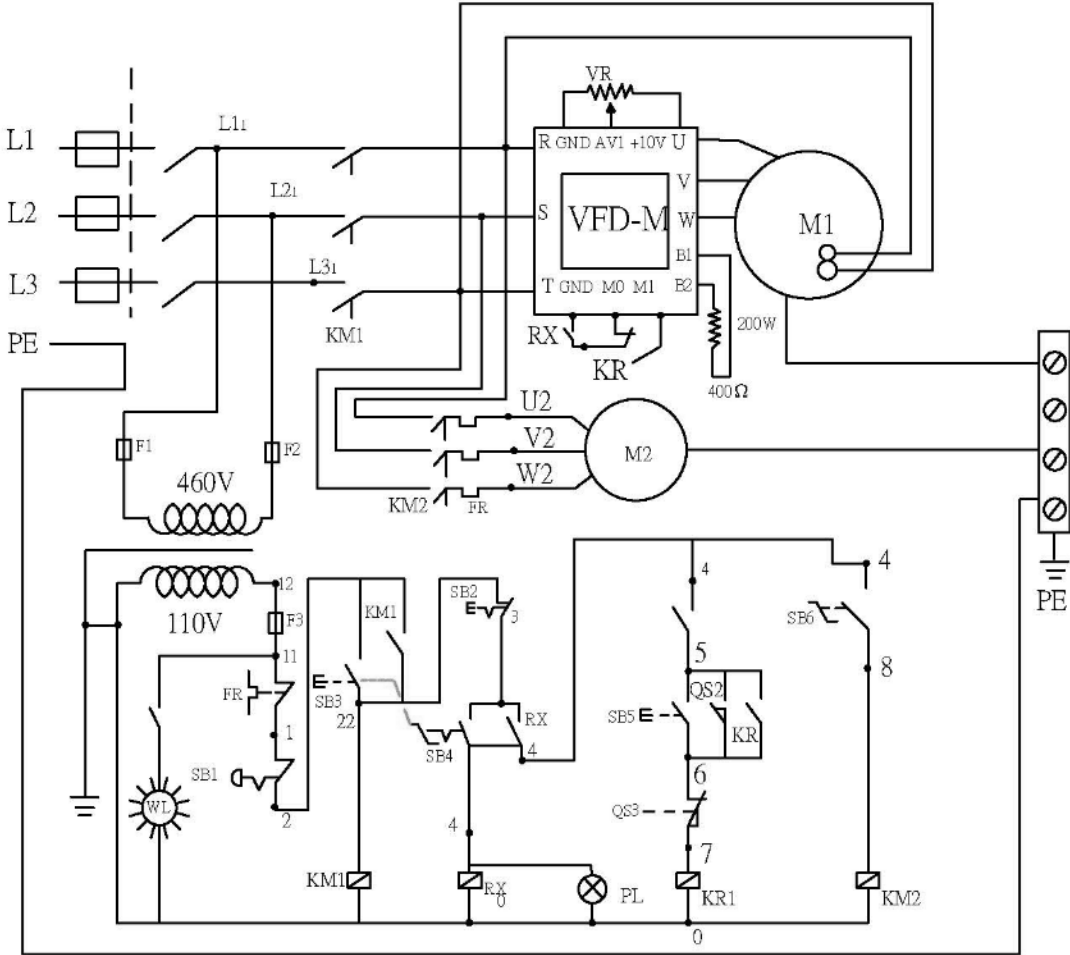 VR
L1
L1₁
R GND AV1 +10V U
V
L2
L2₁
S
VFD-M
W
M1
B1
L3
L3₁
T GND M0 M1
B2
KM1
RX
200W
PE
KR
400Ω
U2
F1
F2
V2
M2
460V
W2
KM2
FR
4
4
12
SB2
KM1
PE
110V
F3
3
SB6
11
5
8
FR
SB3
QS2
22
RX
SB5
KR
1
SB4
4
SB1
6
WL
QS3
2
4
7
KM1
RX
0
PL
KR1
KM2
0